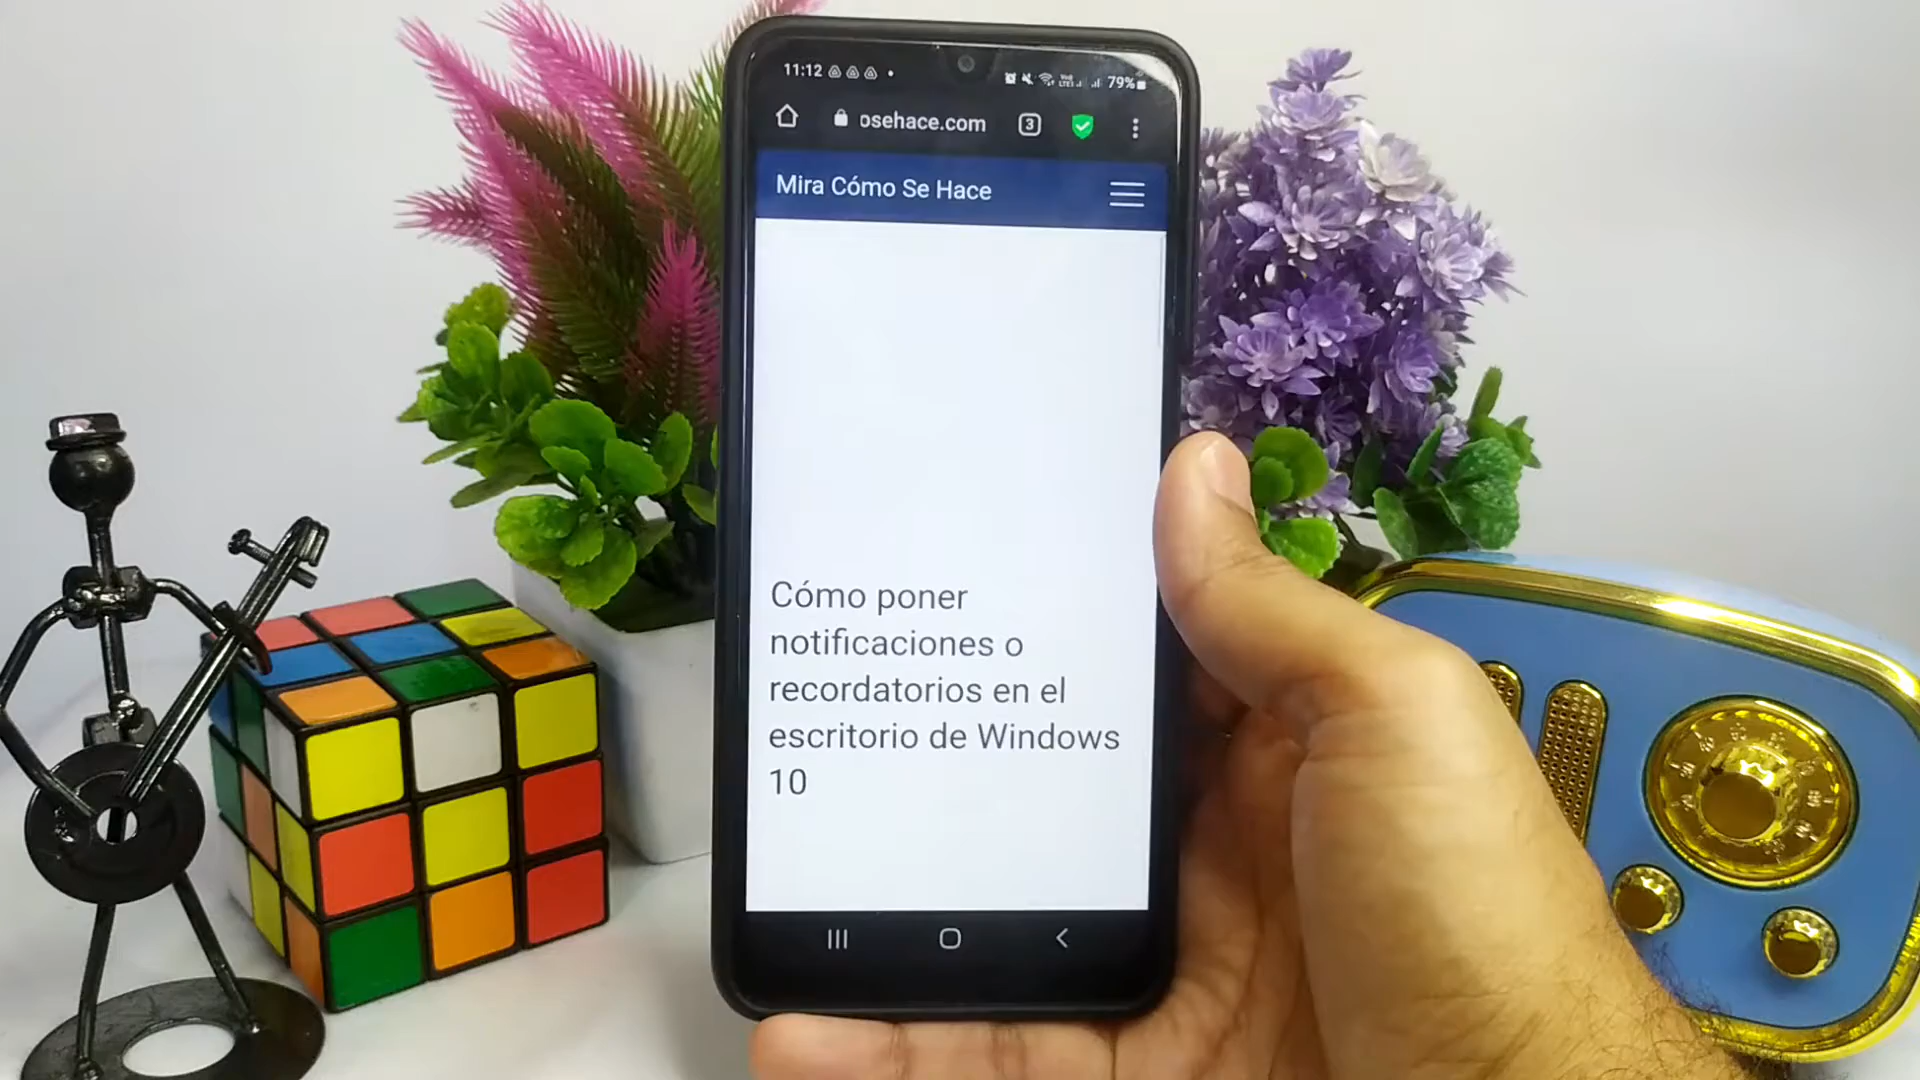 11:12
79%
osehace.com
3
Mira Cómo Se Hace
Cómo poner
notificaciones o
recordatorios en el
escritorio de Windows
10